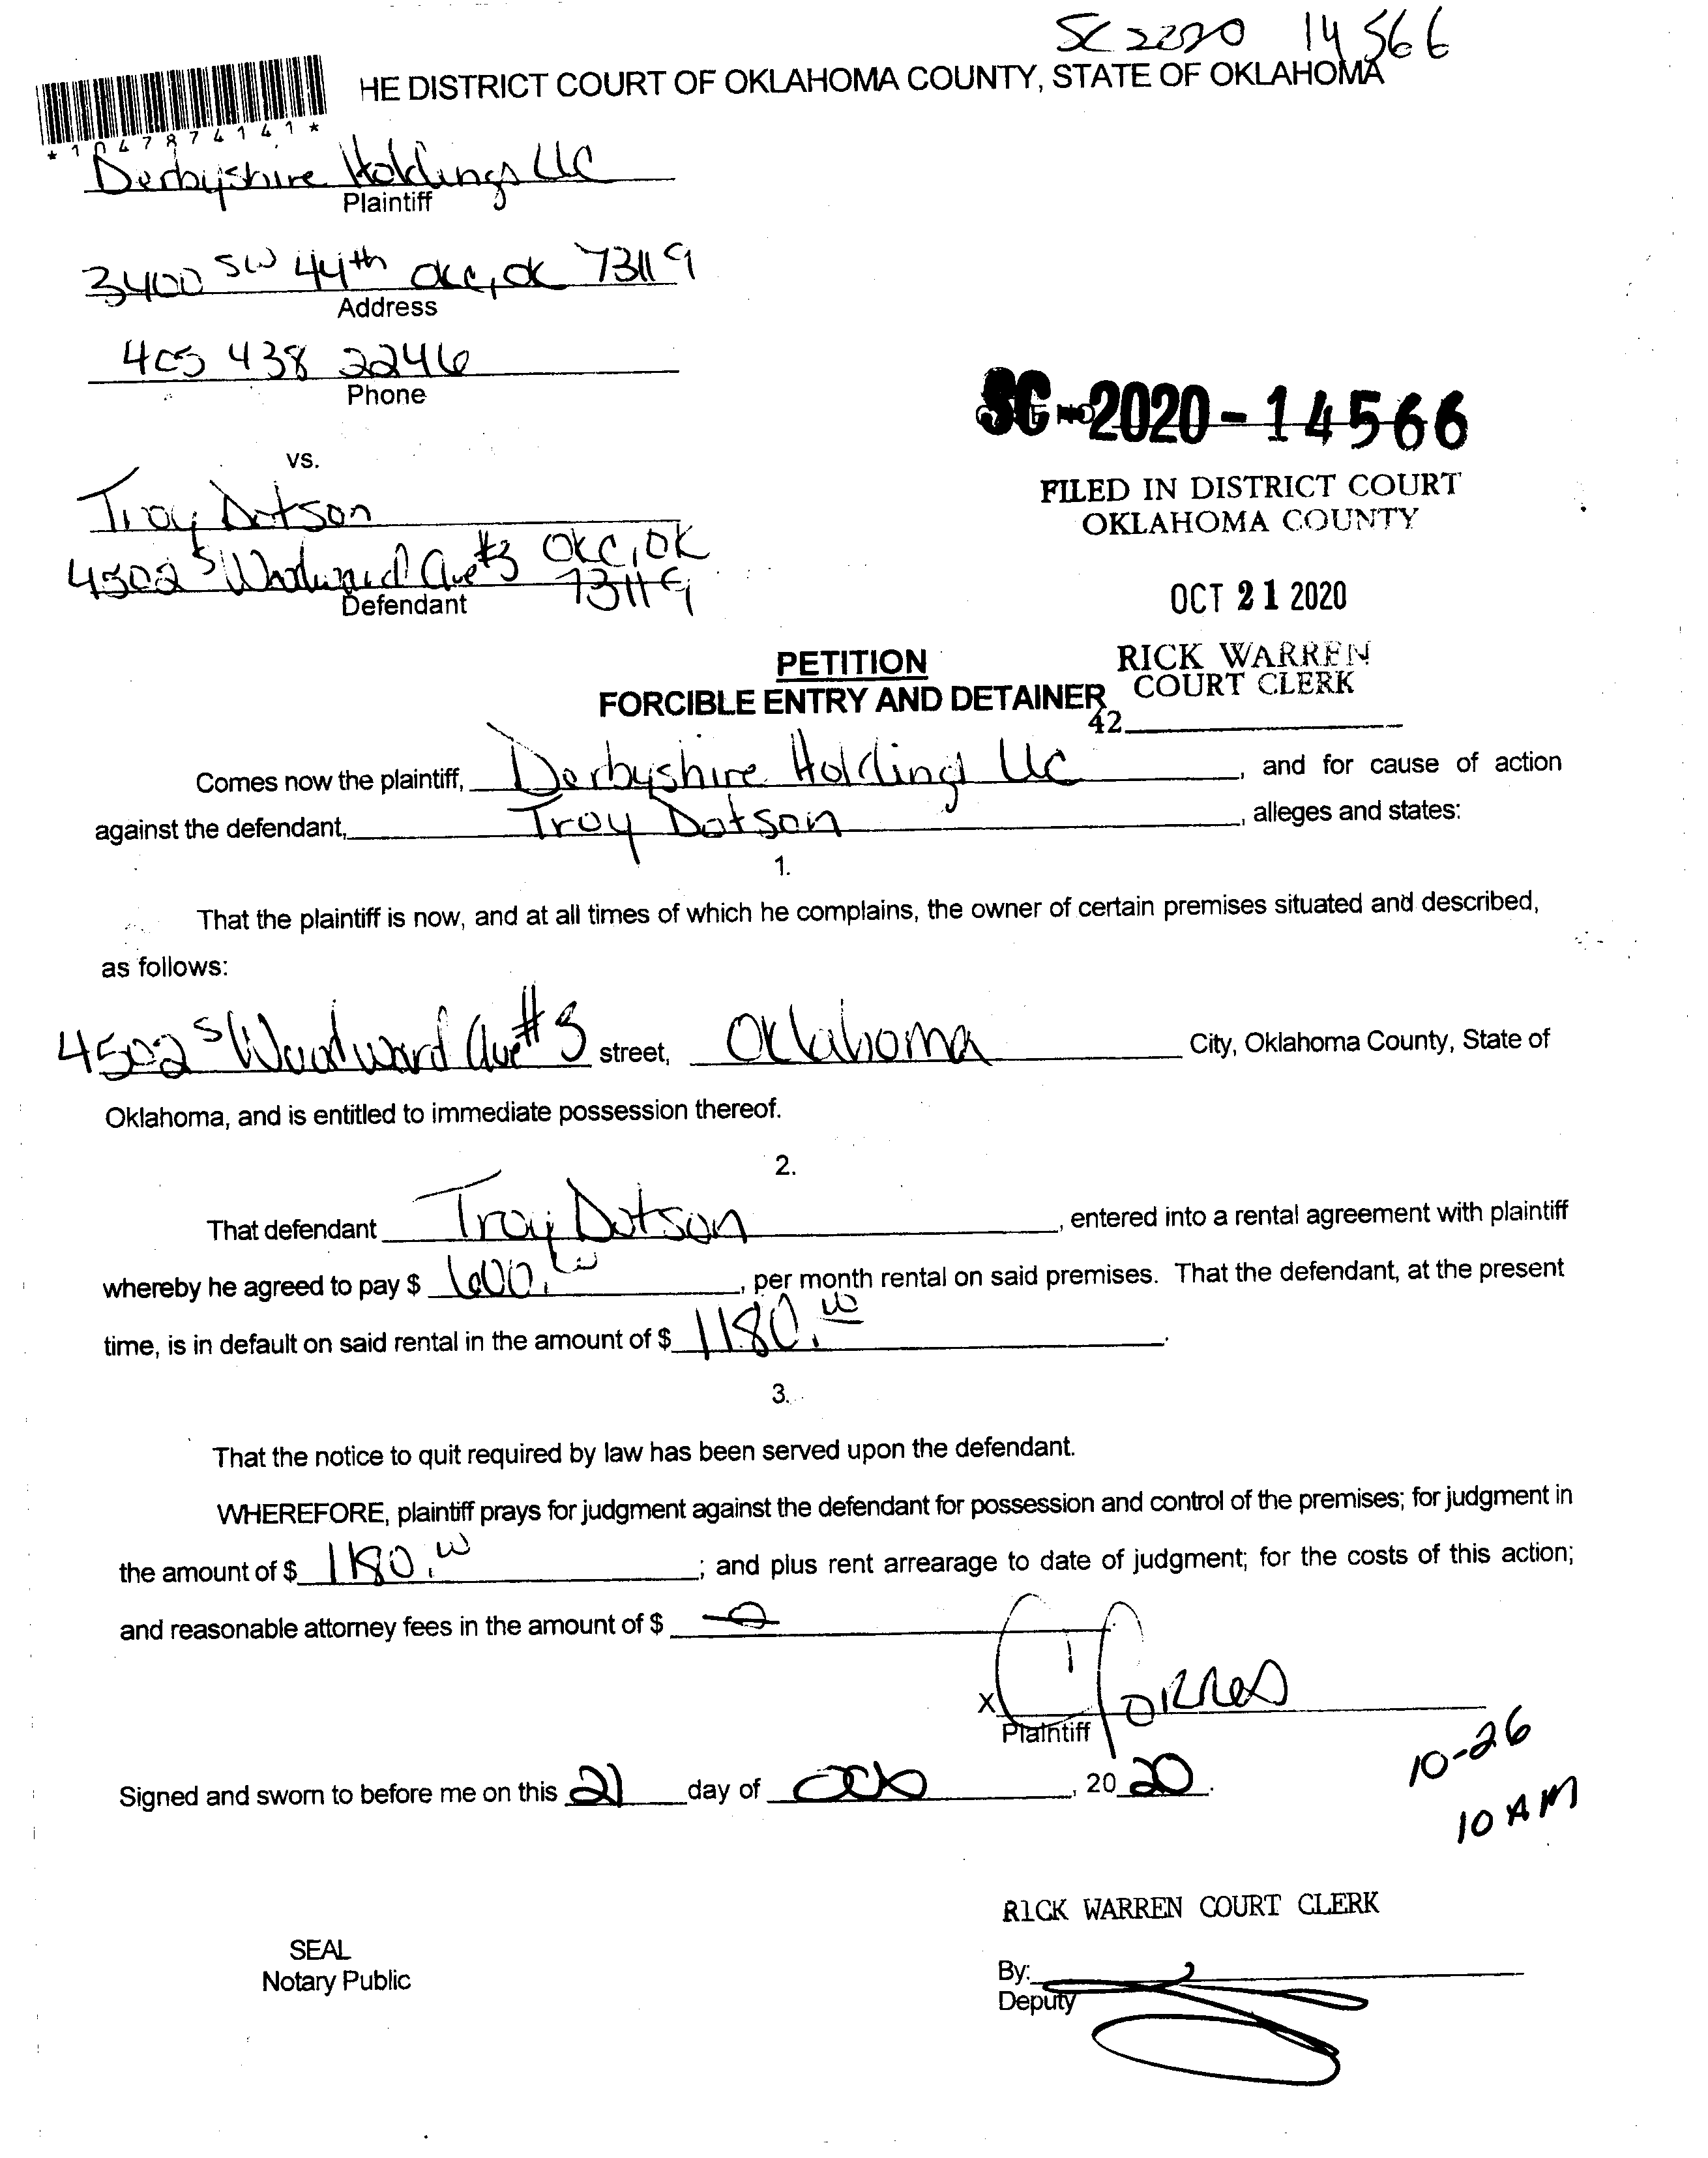 SC 2020 14566
HE DISTRICT COURT OF OKLAHOMA COUNTY, STATE OF OKLAHOMA
*1047874141*
Derbyshire Holdings LLC
Plaintiff
3400 SW 44th OKC, OK 73119
Address
405 438 2246
Phone
SC-2020-14566
vs.
FILED IN DISTRICT COURT
OKLAHOMA COUNTY
Troy Dotson
4502 S Woodward Ave #3 OKC, OK
73119
Defendant
OCT 21 2020
PETITION
RICK WARREN
COURT CLERK
FORCIBLE ENTRY AND DETAINER
42
Comes now the plaintiff, Derbyshire Holdings LLC, and for cause of action
against the defendant, Troy Dotson, alleges and states:
1.
That the plaintiff is now, and at all times of which he complains, the owner of certain premises situated and described,
as follows:
4502 S Woodward Ave #3 street, Oklahoma City, Oklahoma County, State of
Oklahoma, and is entitled to immediate possession thereof.
2.
That defendant Troy Dotson, entered into a rental agreement with plaintiff
whereby he agreed to pay $ 600.00, per month rental on said premises. That the defendant, at the present
time, is in default on said rental in the amount of $ 1180.00.
3.
That the notice to quit required by law has been served upon the defendant.
WHEREFORE, plaintiff prays for judgment against the defendant for possession and control of the premises; for judgment in
the amount of $ 1180.00; and plus rent arrearage to date of judgment; for the costs of this action;
and reasonable attorney fees in the amount of $ 0
X Torres
Plaintiff
10-26
10 AM
Signed and sworn to before me on this 21 day of Oct, 2020.
RICK WARREN COURT CLERK
SEAL
Notary Public
By:
Deputy